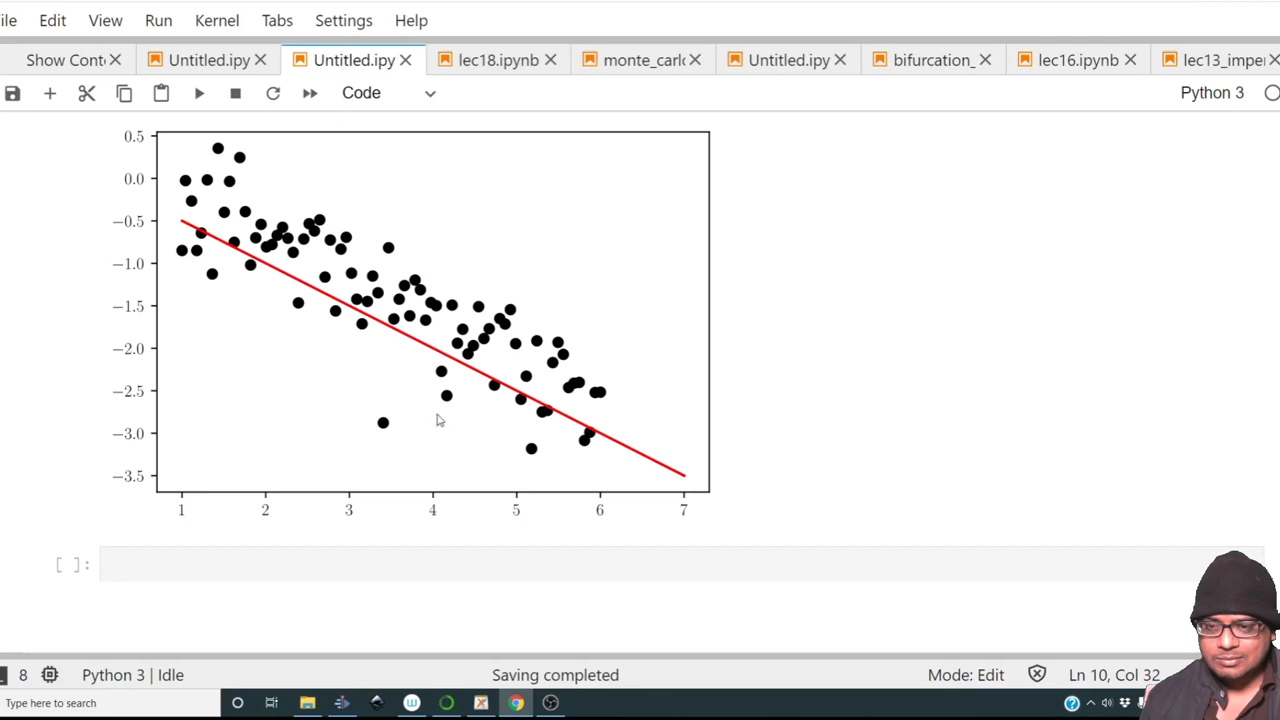 ile Edit View Run Kernel Tabs Settings Help
Show Conte Untitled.ipy Untitled.ipy lec18.ipynb monte_carlo Untitled.ipy bifurcation_ lec16.ipynb lec13_impe
Code Python 3
0.5
0.0
−0.5
−1.0
−1.5
−2.0
−2.5
−3.0
−3.5
1 2 3 4 5 6 7
[ ]:
8 Python 3 | Idle Saving completed Mode: Edit Ln 10, Col 32
Type here to search